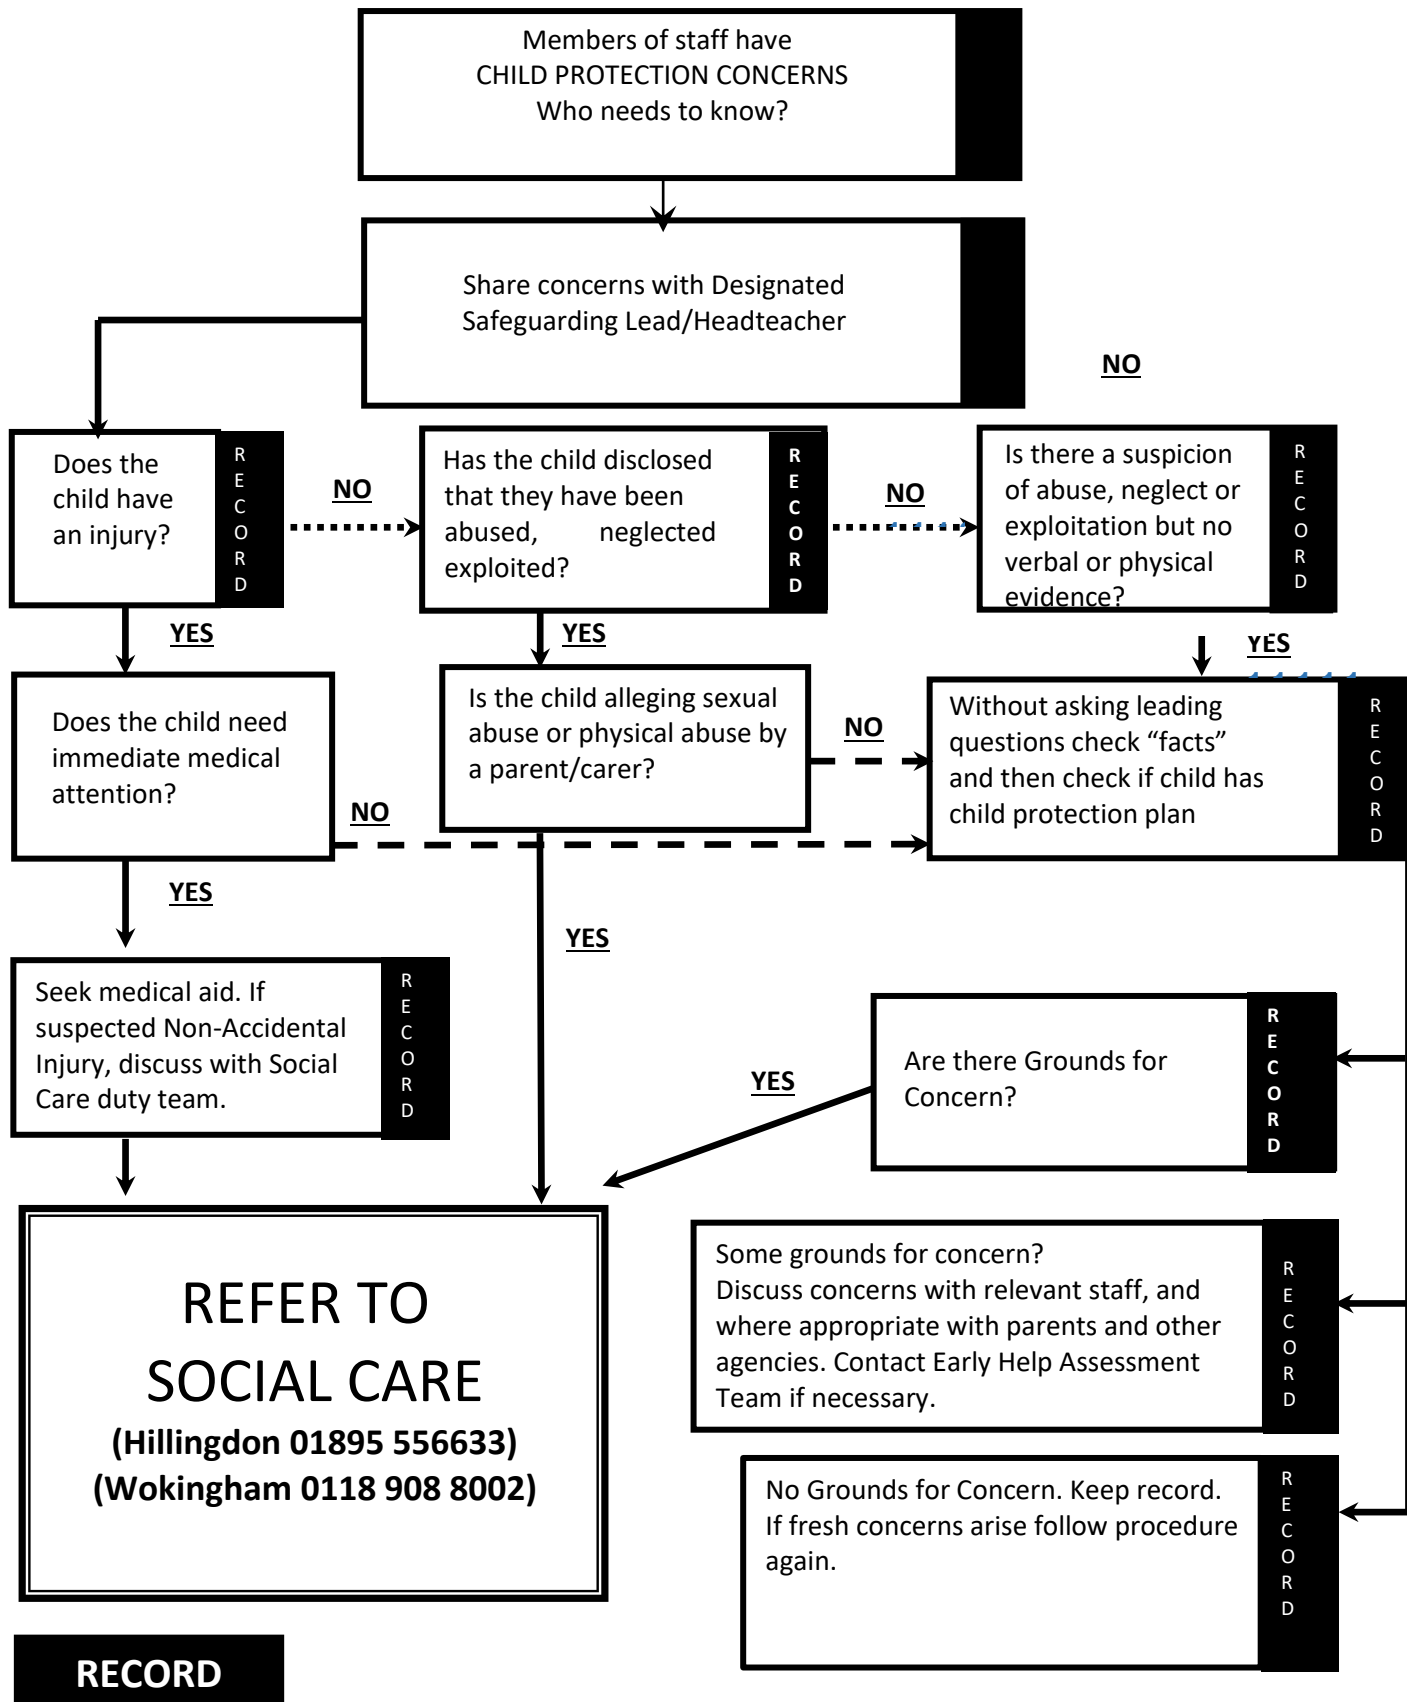 Members of staff have
CHILD PROTECTION CONCERNS
Who needs to know?
Share concerns with Designated
Safeguarding Lead/Headteacher
NO
Does the
child have
an injury?
RECORD
NO
Has the child disclosed
that they have been
abused, neglected
exploited?
RECORD
NO
Is there a suspicion
of abuse, neglect or
exploitation but no
verbal or physical
evidence?
RECORD
YES
YES
YES
Does the child need
immediate medical
attention?
NO
Is the child alleging sexual
abuse or physical abuse by
a parent/carer?
NO
Without asking leading
questions check “facts”
and then check if child has
child protection plan
RECORD
YES
YES
Seek medical aid. If
suspected Non-Accidental
Injury, discuss with Social
Care duty team.
RECORD
YES
Are there Grounds for
Concern?
RECORD
REFER TO
SOCIAL CARE
(Hillingdon 01895 556633)
(Wokingham 0118 908 8002)
Some grounds for concern?
Discuss concerns with relevant staff, and
where appropriate with parents and other
agencies. Contact Early Help Assessment
Team if necessary.
RECORD
No Grounds for Concern. Keep record.
If fresh concerns arise follow procedure
again.
RECORD
RECORD